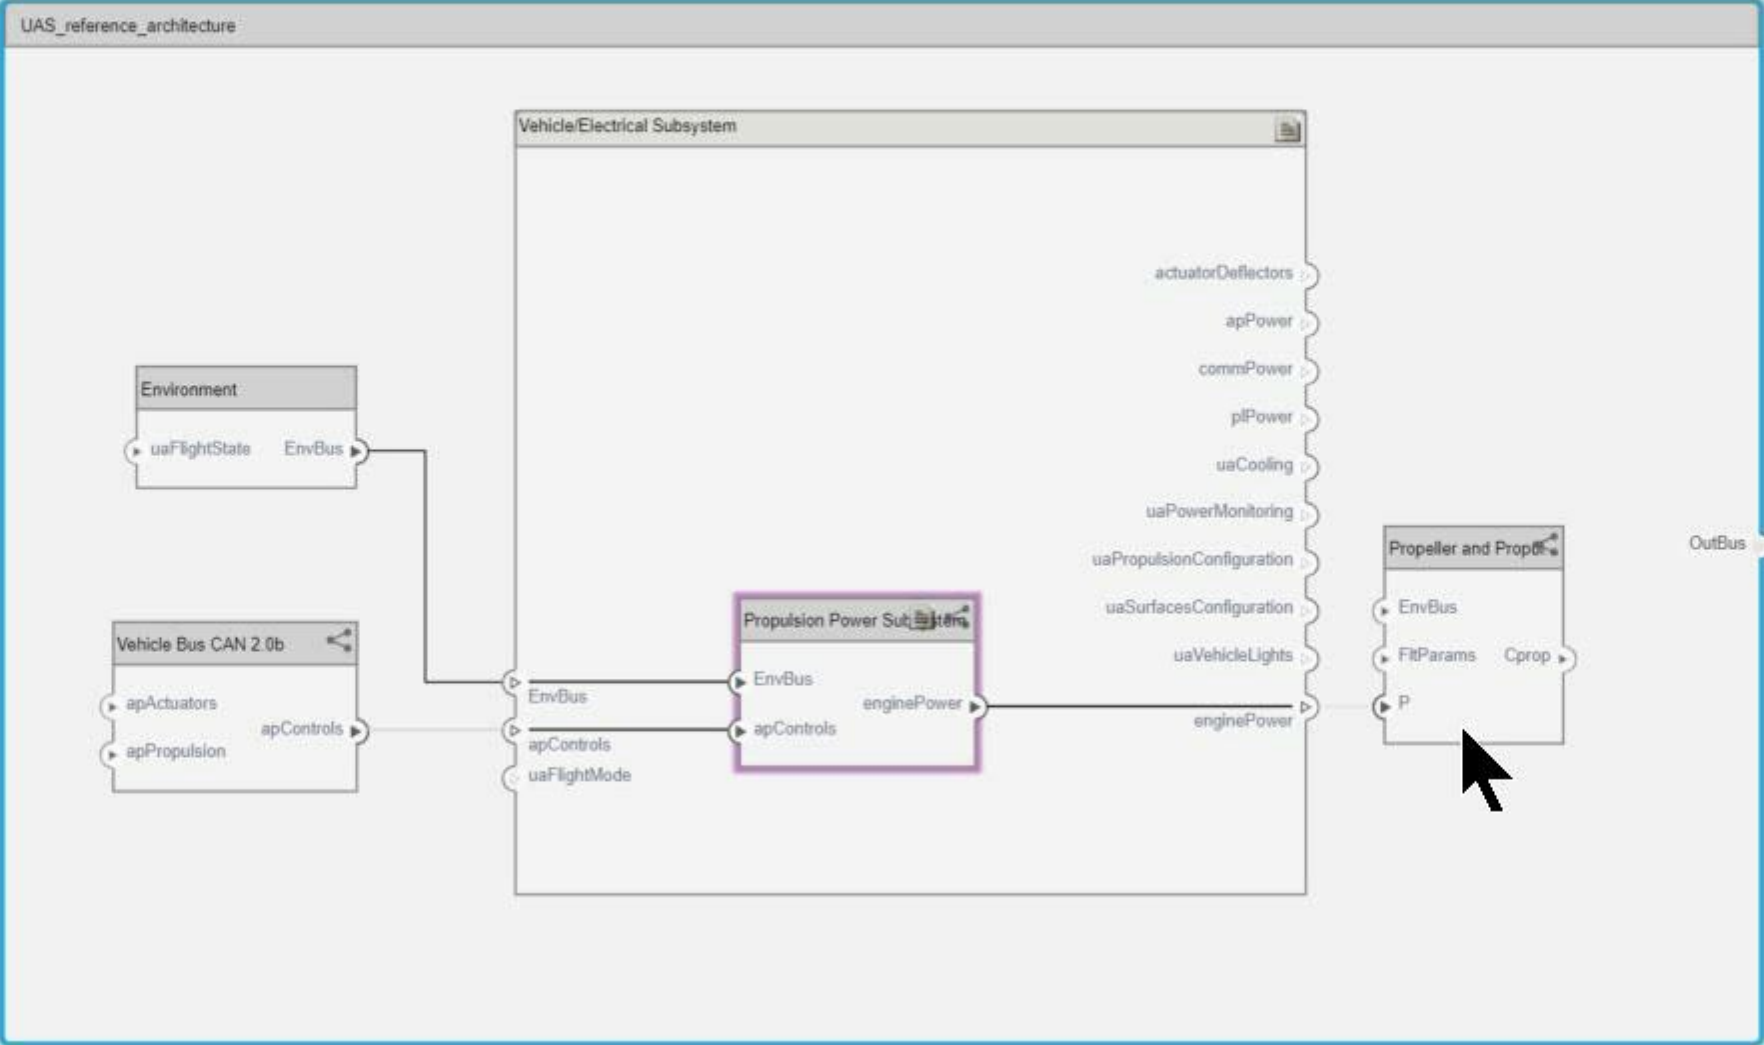 UAS_reference_architecture
Vehicle/Electrical Subsystem
actuatorDeflectors
apPower
commPower
plPower
uaCooling
uaPowerMonitoring
uaPropulsionConfiguration
uaSurfacesConfiguration
uaVehicleLights
enginePower
Environment
uaFlightState EnvBus
Vehicle Bus CAN 2.0b
apActuators
apControls
apPropulsion
EnvBus
apControls
uaFlightMode
Propulsion Power
EnvBus
enginePower
apControls
Propeller and
EnvBus
FltParams Cprop
P
OutBus